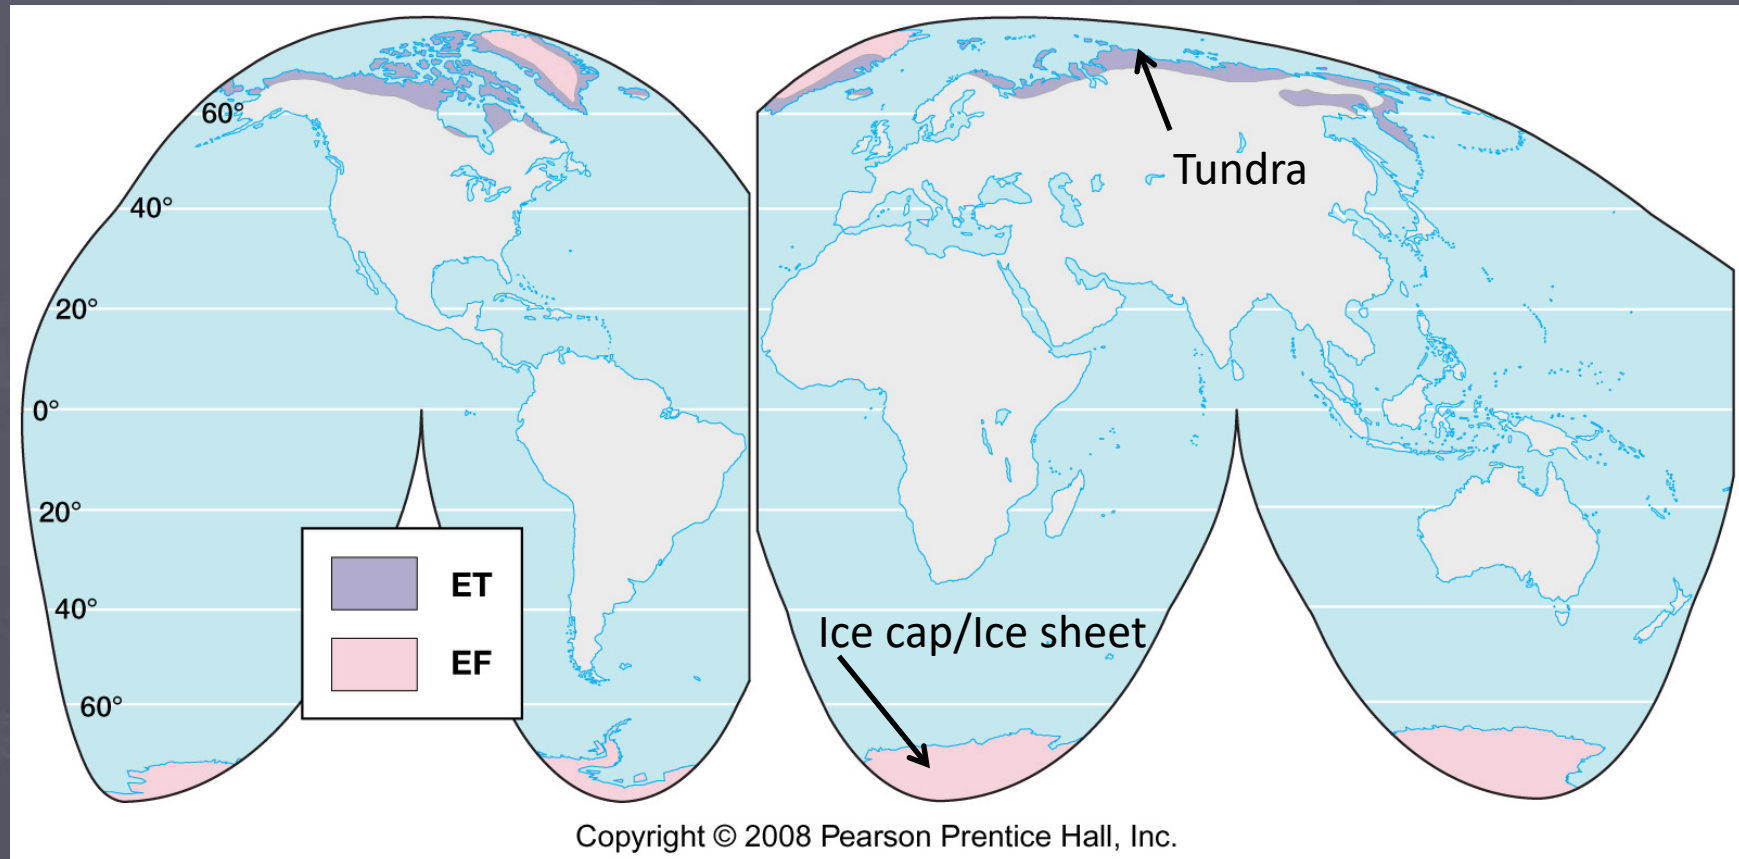 60°
Tundra
40°
20°
0°
20°
ET
40°
Ice cap/Ice sheet
EF
60°
Copyright © 2008 Pearson Prentice Hall, Inc.